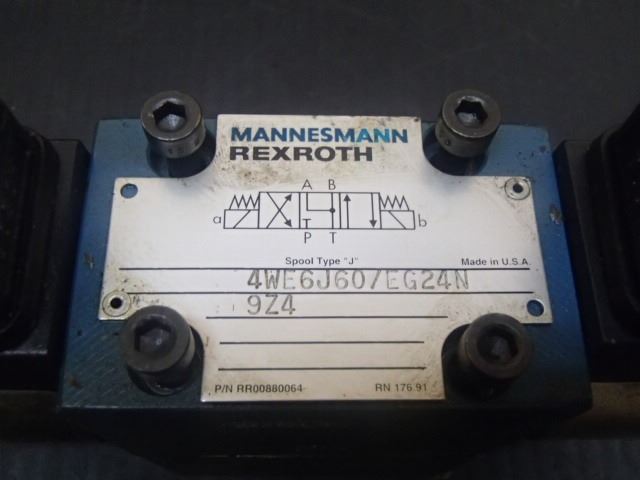 MANNESMANN
REXROTH
A B
a b
T
P T
Spool Type "J" Made in U.S.A.
4WE6J60/EG24N
9Z4
P/N RR00880064 RN 176.91